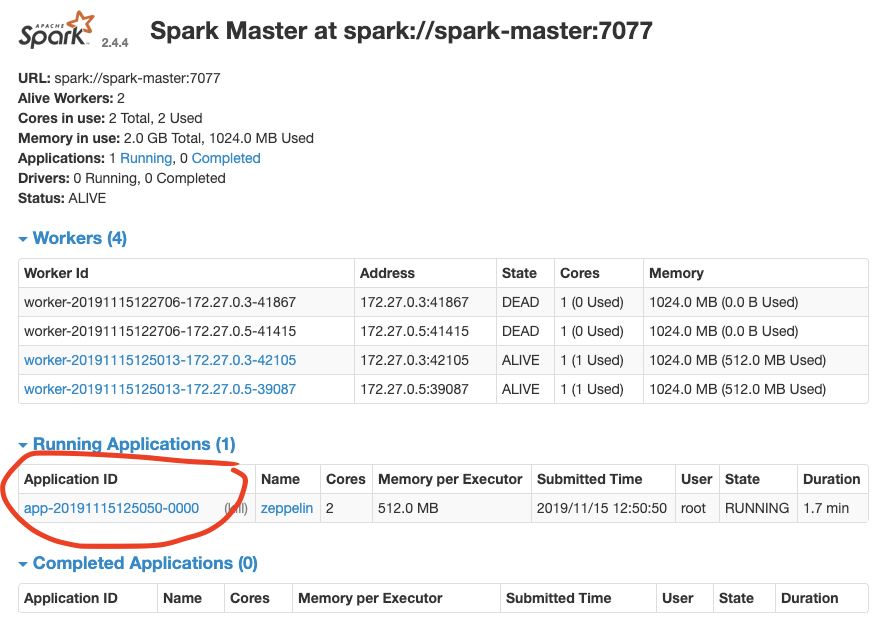 APACHE
Spark 2.4.4 Spark Master at spark://spark-master:7077
URL: spark://spark-master:7077
Alive Workers: 2
Cores in use: 2 Total, 2 Used
Memory in use: 2.0 GB Total, 1024.0 MB Used
Applications: 1 Running, 0 Completed
Drivers: 0 Running, 0 Completed
Status: ALIVE
Workers (4)
Worker Id Address State Cores Memory
worker-20191115122706-172.27.0.3-41867 172.27.0.3:41867 DEAD 1 (0 Used) 1024.0 MB (0.0 B Used)
worker-20191115122706-172.27.0.5-41415 172.27.0.5:41415 DEAD 1 (0 Used) 1024.0 MB (0.0 B Used)
worker-20191115125013-172.27.0.3-42105 172.27.0.3:42105 ALIVE 1 (1 Used) 1024.0 MB (512.0 MB Used)
worker-20191115125013-172.27.0.5-39087 172.27.0.5:39087 ALIVE 1 (1 Used) 1024.0 MB (512.0 MB Used)
Running Applications (1)
Application ID Name Cores Memory per Executor Submitted Time User State Duration
app-20191115125050-0000 (kill) zeppelin 2 512.0 MB 2019/11/15 12:50:50 root RUNNING 1.7 min
Completed Applications (0)
Application ID Name Cores Memory per Executor Submitted Time User State Duration